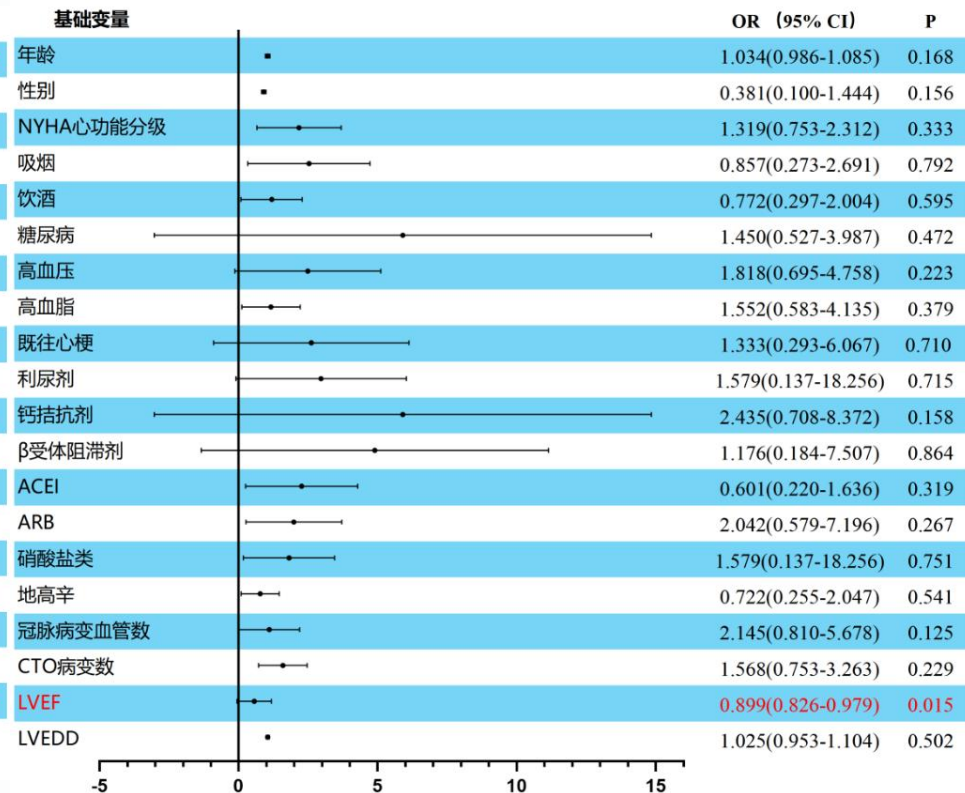 基础变量 OR （95% CI） P
年龄 1.034(0.986-1.085) 0.168
性别 0.381(0.100-1.444) 0.156
NYHA心功能分级 1.319(0.753-2.312) 0.333
吸烟 0.857(0.273-2.691) 0.792
饮酒 0.772(0.297-2.004) 0.595
糖尿病 1.450(0.527-3.987) 0.472
高血压 1.818(0.695-4.758) 0.223
高血脂 1.552(0.583-4.135) 0.379
既往心梗 1.333(0.293-6.067) 0.710
利尿剂 1.579(0.137-18.256) 0.715
钙拮抗剂 2.435(0.708-8.372) 0.158
β受体阻滞剂 1.176(0.184-7.507) 0.864
ACEI 0.601(0.220-1.636) 0.319
ARB 2.042(0.579-7.196) 0.267
硝酸盐类 1.579(0.137-18.256) 0.751
地高辛 0.722(0.255-2.047) 0.541
冠脉病变血管数 2.145(0.810-5.678) 0.125
CTO病变数 1.568(0.753-3.263) 0.229
LVEF 0.899(0.826-0.979) 0.015
LVEDD 1.025(0.953-1.104) 0.502
-5 0 5 10 15